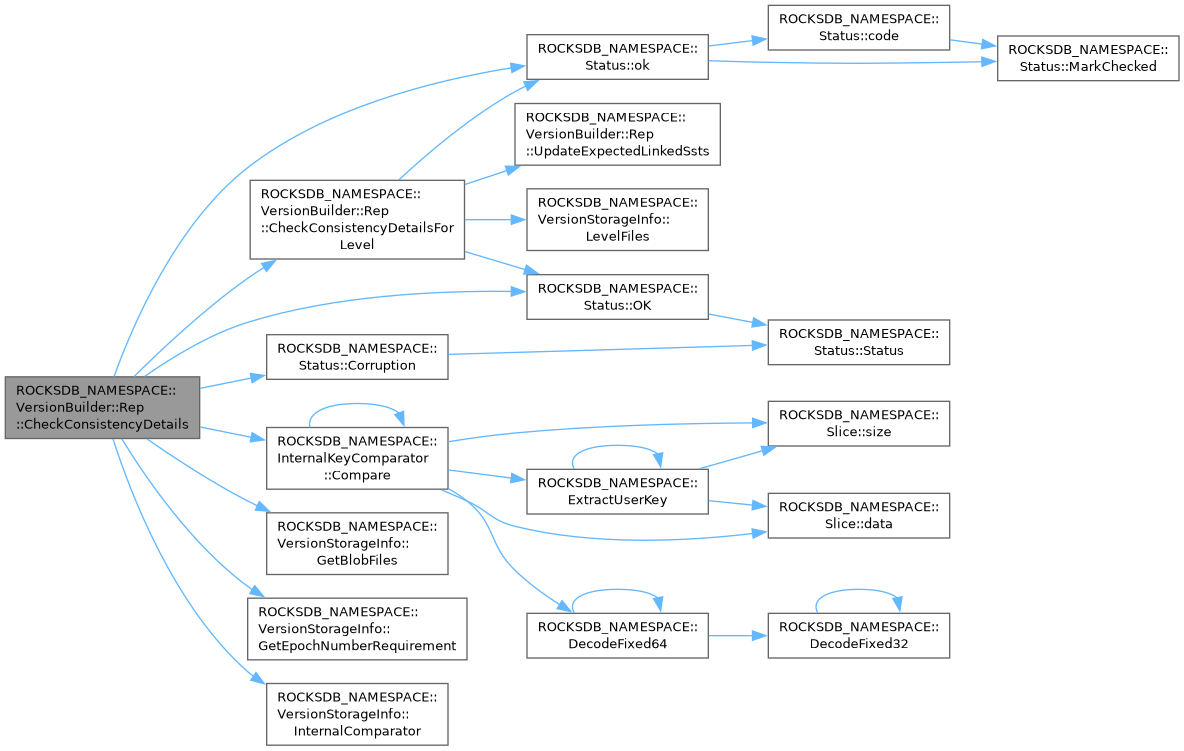 ROCKSDB_NAMESPACE::
VersionBuilder::Rep
::CheckConsistencyDetails
ROCKSDB_NAMESPACE::
VersionBuilder::Rep
::CheckConsistencyDetailsFor
Level
ROCKSDB_NAMESPACE::
Status::Corruption
ROCKSDB_NAMESPACE::
InternalKeyComparator
::Compare
ROCKSDB_NAMESPACE::
VersionStorageInfo::
GetBlobFiles
ROCKSDB_NAMESPACE::
VersionStorageInfo::
GetEpochNumberRequirement
ROCKSDB_NAMESPACE::
VersionStorageInfo::
InternalComparator
ROCKSDB_NAMESPACE::
Status::ok
ROCKSDB_NAMESPACE::
VersionBuilder::Rep
::UpdateExpectedLinkedSsts
ROCKSDB_NAMESPACE::
VersionStorageInfo::
LevelFiles
ROCKSDB_NAMESPACE::
Status::OK
ROCKSDB_NAMESPACE::
ExtractUserKey
ROCKSDB_NAMESPACE::
DecodeFixed64
ROCKSDB_NAMESPACE::
Status::code
ROCKSDB_NAMESPACE::
Status::Status
ROCKSDB_NAMESPACE::
Slice::size
ROCKSDB_NAMESPACE::
Slice::data
ROCKSDB_NAMESPACE::
DecodeFixed32
ROCKSDB_NAMESPACE::
Status::MarkChecked